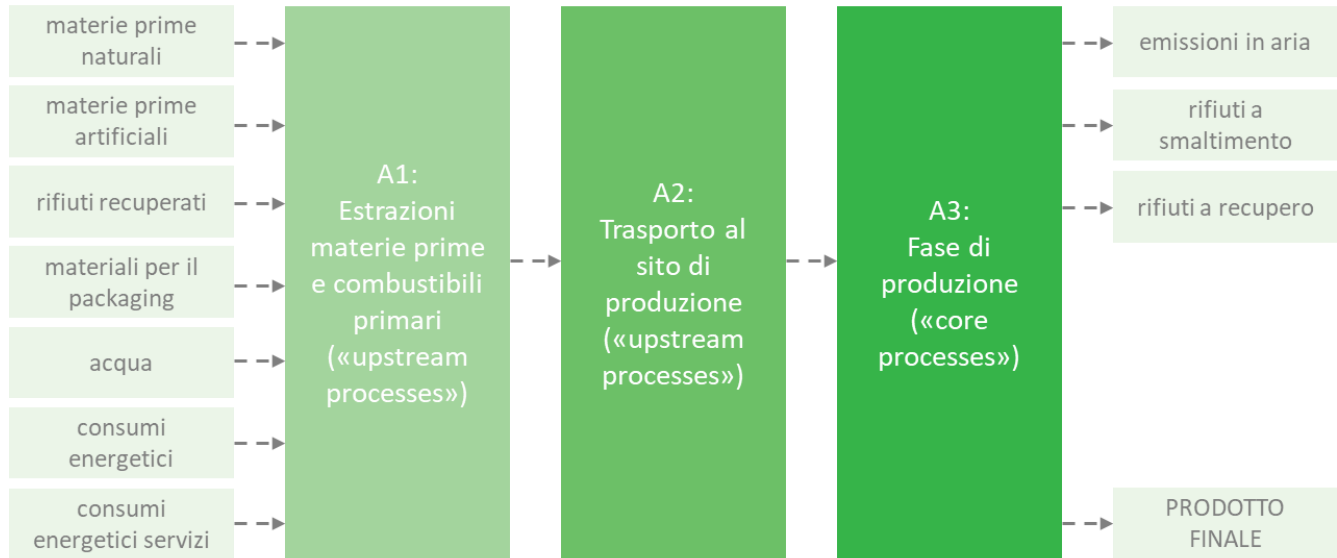 materie prime
naturali
materie prime
artificiali
rifiuti recuperati
materiali per il
packaging
acqua
consumi
energetici
consumi
energetici servizi
A1:
Estrazioni
materie prime
e combustibili
primari
(«upstream
processes»)
A2:
Trasporto al
sito di
produzione
(«upstream
processes»)
A3:
Fase di
produzione
(«core
processes»)
emissioni in aria
rifiuti a
smaltimento
rifiuti a recupero
PRODOTTO
FINALE